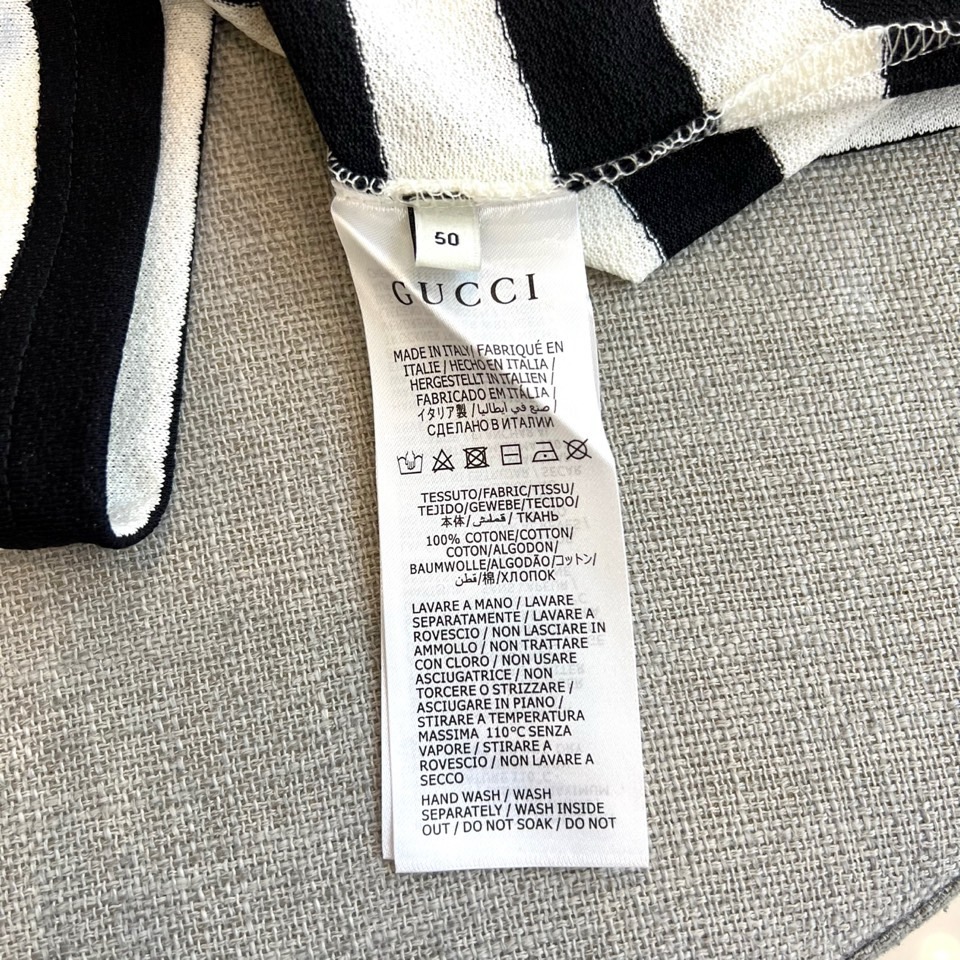 50
GUCCI
MADE IN ITALY/ FABRIQUÉ EN
ITALIE / HECHO EN ITALIA /
HERGESTELLT IN ITALIEN /
FABRICADO EM ITÁLIA /
イタリア製 / صنع في ايطاليا /
СДЕЛАНО В ИТАЛИИ
TESSUTO/FABRIC/TISSU/
TEJIDO/GEWEBE/TECIDO/
本体/قماش/ ТКАНЬ
100% COTONE/COTTON/
COTON/ALGODON/
BAUMWOLLE/ALGODÃO/コットン/
قطن/棉/ХЛОПОК
LAVARE A MANO / LAVARE
SEPARATAMENTE / LAVARE A
ROVESCIO / NON LASCIARE IN
AMMOLLO / NON TRATTARE
CON CLORO / NON USARE
ASCIUGATRICE / NON
TORCERE O STRIZZARE /
ASCIUGARE IN PIANO /
STIRARE A TEMPERATURA
MASSIMA 110°C SENZA
VAPORE / STIRARE A
ROVESCIO / NON LAVARE A
SECCO
HAND WASH / WASH
SEPARATELY / WASH INSIDE
OUT / DO NOT SOAK / DO NOT